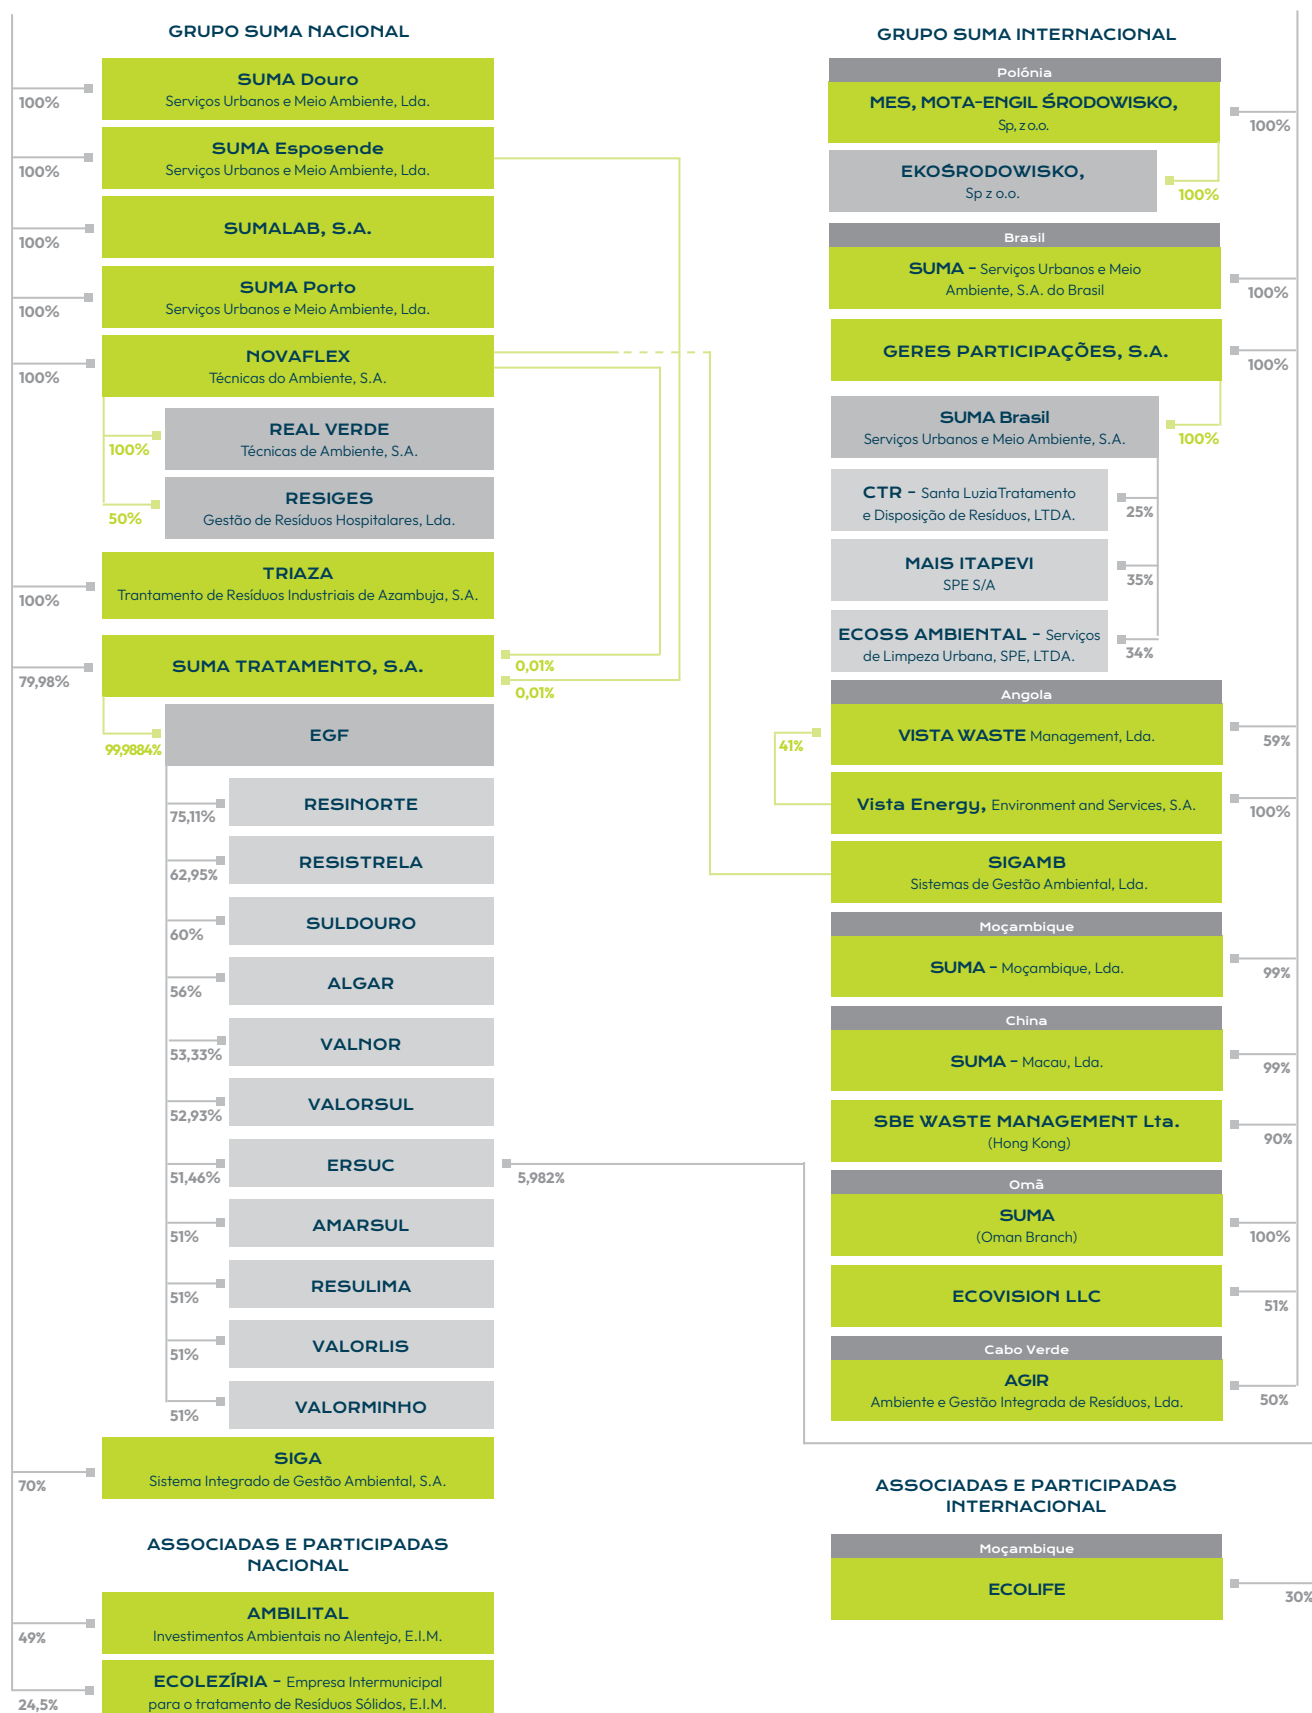 GRUPO SUMA NACIONAL
SUMA Douro
Serviços Urbanos e Meio Ambiente, Lda.
100%
SUMA Esposende
Serviços Urbanos e Meio Ambiente, Lda.
100%
SUMALAB, S.A.
100%
SUMA Porto
Serviços Urbanos e Meio Ambiente, Lda.
100%
NOVAFLEX
Técnicas do Ambiente, S.A.
100%
REAL VERDE
Técnicas de Ambiente, S.A.
100%
RESIGES
Gestão de Resíduos Hospitalares, Lda.
50%
TRIAZA
Trantamento de Resíduos Industriais de Azambuja, S.A.
100%
SUMA TRATAMENTO, S.A.
79,98%
0,01%
0,01%
EGF
99,9884%
RESINORTE
75,11%
RESISTRELA
62,95%
SULDOURO
60%
ALGAR
56%
VALNOR
53,33%
VALORSUL
52,93%
ERSUC
51,46%
5,982%
AMARSUL
51%
RESULIMA
51%
VALORLIS
51%
VALORMINHO
51%
SIGA
Sistema Integrado de Gestão Ambiental, S.A.
70%
ASSOCIADAS E PARTICIPADAS
NACIONAL
AMBILITAL
Investimentos Ambientais no Alentejo, E.I.M.
49%
ECOLEZÍRIA - Empresa Intermunicipal
para o tratamento de Resíduos Sólidos, E.I.M.
24,5%
GRUPO SUMA INTERNACIONAL
Polónia
MES, MOTA-ENGIL ŚRODOWISKO,
Sp, z o.o.
100%
EKOŚRODOWISKO,
Sp z o.o.
100%
Brasil
SUMA - Serviços Urbanos e Meio
Ambiente, S.A. do Brasil
100%
GERES PARTICIPAÇÕES, S.A.
100%
SUMA Brasil
Serviços Urbanos e Meio Ambiente, S.A.
100%
CTR - Santa LuziaTratamento
e Disposição de Resíduos, LTDA.
25%
MAIS ITAPEVI
SPE S/A
35%
ECOSS AMBIENTAL - Serviços
de Limpeza Urbana, SPE, LTDA.
34%
Angola
VISTA WASTE Management, Lda.
41%
59%
Vista Energy, Environment and Services, S.A.
100%
SIGAMB
Sistemas de Gestão Ambiental, Lda.
Moçambique
SUMA - Moçambique, Lda.
99%
China
SUMA - Macau, Lda.
99%
SBE WASTE MANAGEMENT Lta.
(Hong Kong)
90%
Omã
SUMA
(Oman Branch)
100%
ECOVISION LLC
51%
Cabo Verde
AGIR
Ambiente e Gestão Integrada de Resíduos, Lda.
50%
ASSOCIADAS E PARTICIPADAS
INTERNACIONAL
Moçambique
ECOLIFE
30%